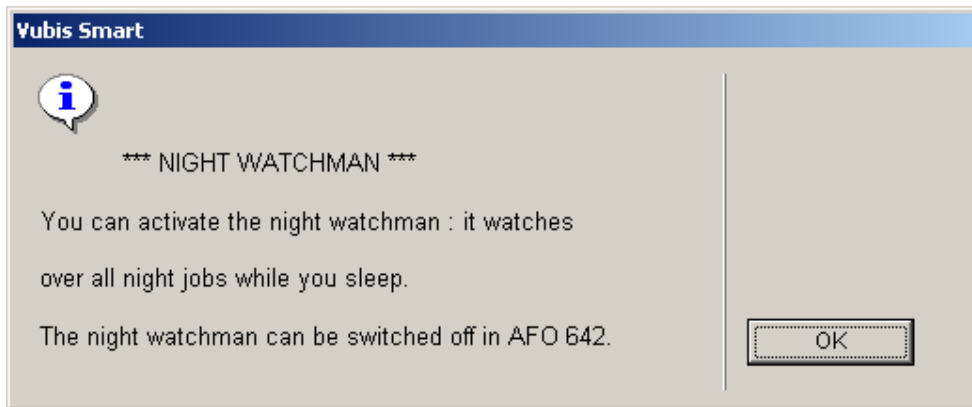 Vubis Smart
*** NIGHT WATCHMAN ***
You can activate the night watchman : it watches
over all night jobs while you sleep.
The night watchman can be switched off in AFO 642.
OK